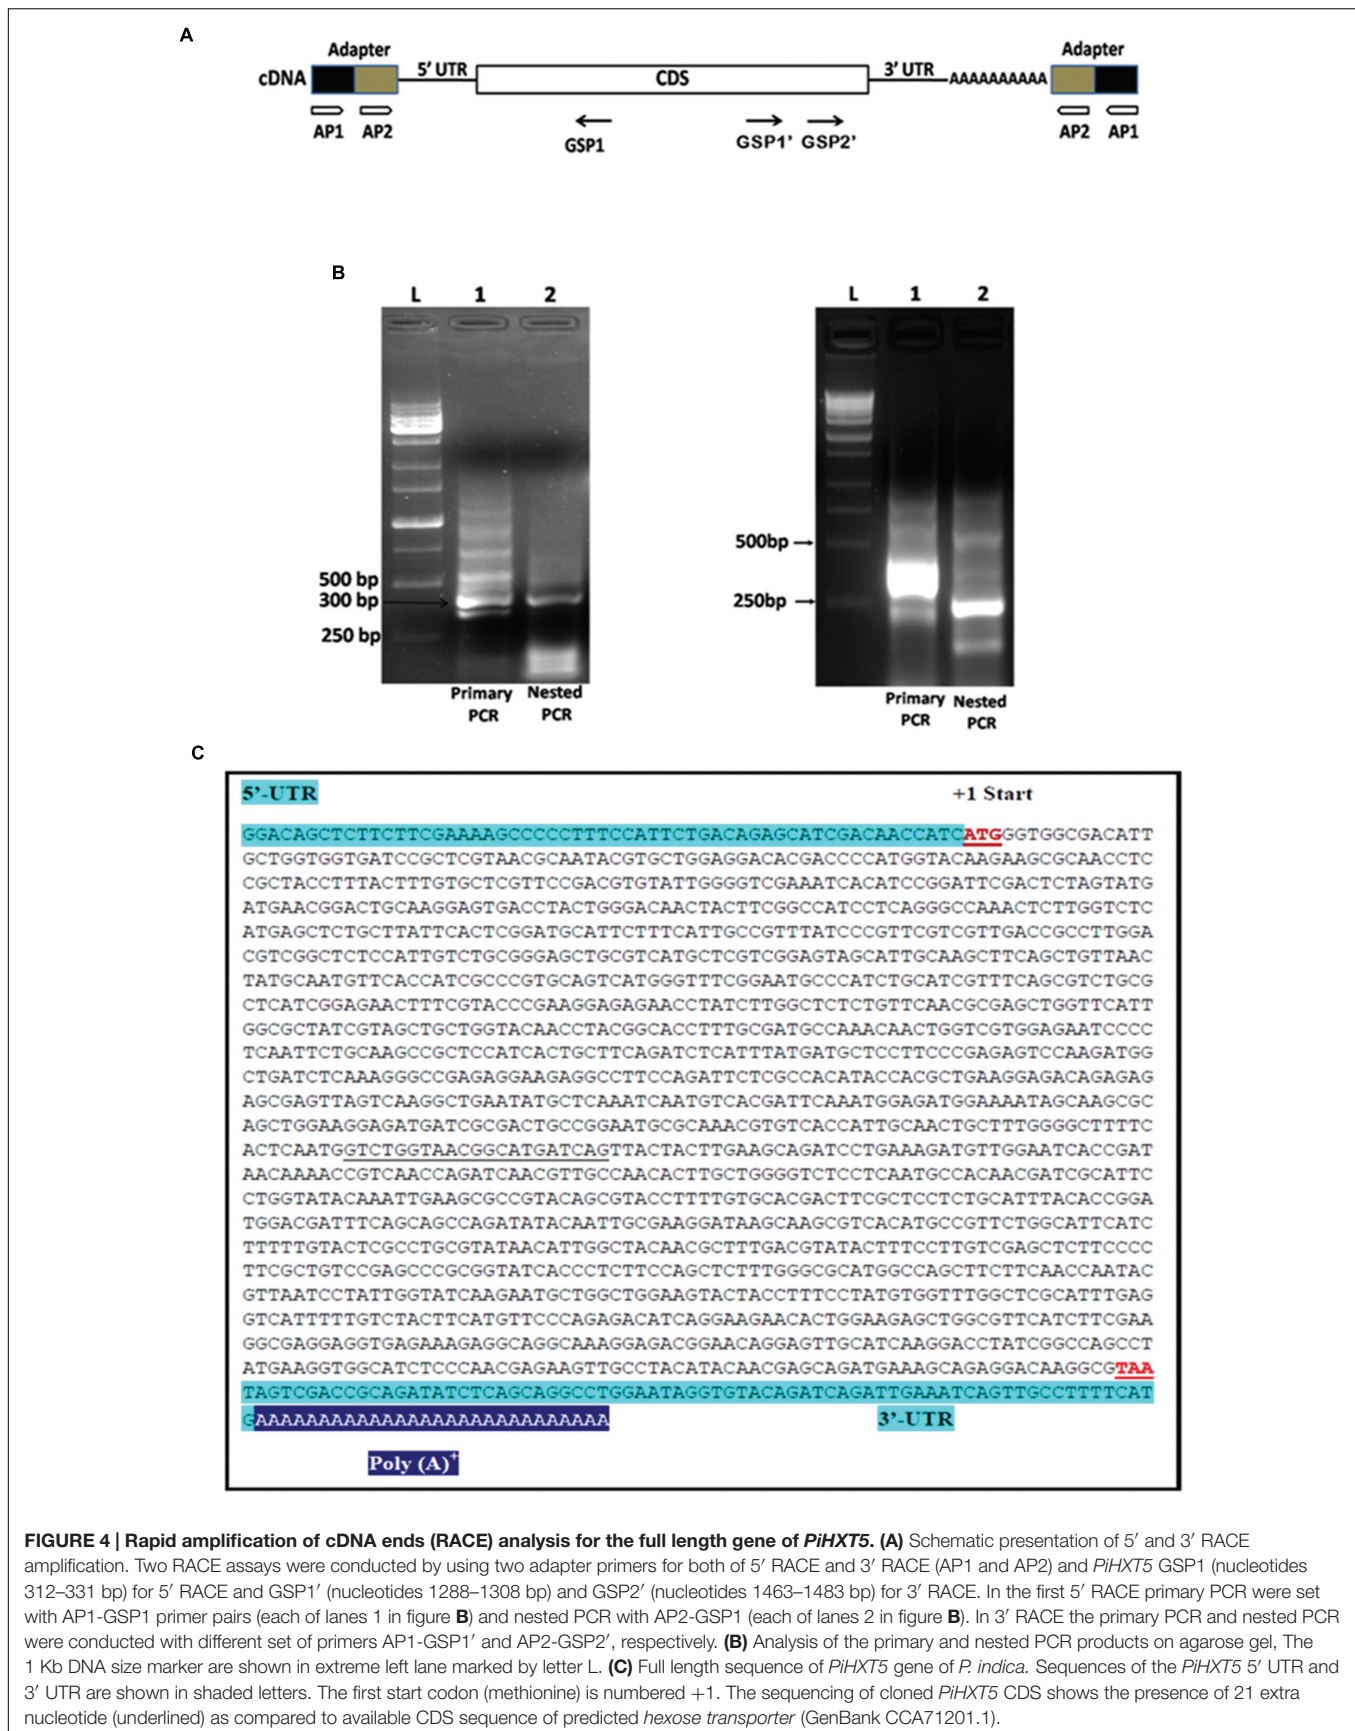 A
Adapter
Adapter
cDNA
5' UTR
CDS
3' UTR
AAAAAAAAAA
AP1
AP2
GSP1
GSP1'
GSP2'
AP2
AP1
B
L 1 2
500 bp
300 bp
250 bp
Primary PCR
Nested PCR
L 1 2
500bp
250bp
Primary PCR
Nested PCR
C
5'-UTR
+1 Start
GGACAGCTCTTCTTCGAAAAGCCCCCTTTCCATTCTGACAGAGCATCGACAACCATCATGGGTGGCGACATT
GCTGGTGGTGATCCGCTCGTAACGCAATACGTGCTGGAGGACACGACCCCATGGTACAAGAAGCGCAACCTC
CGCTACCTTTACTTTGTGCTCGTTCCGACGTGTATTGGGGTCGAAATCACATCCGGATTCGACTCTAGTATG
ATGAACGGACTGCAAGGAGTGACCTACTGGGACAACTACTTCGGCCATCCTCAGGGCCAAACTCTTGGTCTC
ATGAGCTCTGCTTATTCACTCGGATGCATTCTTTCATTGCCGTTTATCCCGTTCGTCGTTGACCGCCTTGGA
CGTCGGCTCTCCATTGTCTGCGGGAGCTGCGTCATGCTCGTCGGAGTAGCATTGCAAGCTTCAGCTGTTAAC
TATGCAATGTTCACCATCGCCCGTGCAGTCATGGGTTTCGGAATGCCCATCTGCATCGTTTCAGCGTCTGCG
CTCATCGGAGAACTTTCGTACCCGAAGGAGAGAACCTATCTTGGCTCTCTGTTCAACGCGAGCTGGTTCATT
GGCGCTATCGTAGCTGCTGGTACAACCTACGGCACCTTTGCGATGCCAAACAACTGGTCGTGGAGAATCCCC
TCAATTCTGCAAGCCGCTCCATCACTGCTTCAGATCTCATTTATGATGCTCCTTCCCGAGAGTCCAAGATGG
CTGATCTCAAAGGGCCGAGAGGAAGAGGCCTTCCAGATTCTCGCCACATACCACGCTGAAGGAGACAGAGAG
AGCGAGTTAGTCAAGGCTGAATATGCTCAAATCAATGTCACGATTCAAATGGAGATGGAAAATAGCAAGCGC
AGCTGGAAGGAGATGATCGCGACTGCCGGAATGCGCAAACGTGTCACCATTGCAACTGCTTTGGGGCTTTTC
ACTCAATGGTCTGGTAACGGCATGATCAGTTACTACTTGAAGCAGATCCTGAAAGATGTTGGAATCACCGAT
AACAAAACCGTCAACCAGATCAACGTTGCCAACACTTGCTGGGGTCTCCTCAATGCCACAACGATCGCATTC
CTGGTATACAAATTGAAGCGCCGTACAGCGTACCTTTTGTGCACGACTTCGCTCCTCTGCATTTACACCGGA
TGGACGATTTCAGCAGCCAGATATACAATTGCGAAGGATAAGCAAGCGTCACATGCCGTTCTGGCATTCATC
TTTTTGTACTCGCCTGCGTATAACATTGGCTACAACGCTTTGACGTATACTTTCCTTGTCGAGCTCTTCCCC
TTCGCTGTCCGAGCCCGCGGTATCACCCTCTTCCAGCTCTTTGGGCGCATGGCCAGCTTCTTCAACCAATAC
GTTAATCCTATTGGTATCAAGAATGCTGGCTGGAAGTACTACCTTTCCTATGTGGTTTGGCTCGCATTTGAG
GTCATTTTTGTCTACTTCATGTTCCCAGAGACATCAGGAAGAACACTGGAAGAGCTGGCGTTCATCTTCGAA
GGCGAGGAGGTGAGAAAGAGGCAGGCAAAGGAGACGGAACAGGAGTTGCATCAAGGACCTATCGGCCAGCCT
ATGAAGGTGGCATCTCCCAACGAGAAGTTGCCTACATACAACGAGCAGATGAAAGCAGAGGACAAGGCGTAA
TAGTCGACCGCAGATATCTCAGCAGGCCTGGAATAGGTGTACAGATCAGATTGAAATCAGTTGCCTTTTCAT
GAAAAAAAAAAAAAAAAAAAAAAAAAAAA
3'-UTR
Poly (A)+
FIGURE 4 | Rapid amplification of cDNA ends (RACE) analysis for the full length gene of PiHXT5. (A) Schematic presentation of 5′ and 3′ RACE
amplification. Two RACE assays were conducted by using two adapter primers for both of 5′ RACE and 3′ RACE (AP1 and AP2) and PiHXT5 GSP1 (nucleotides
312–331 bp) for 5′ RACE and GSP1′ (nucleotides 1288–1308 bp) and GSP2′ (nucleotides 1463–1483 bp) for 3′ RACE. In the first 5′ RACE primary PCR were set
with AP1-GSP1 primer pairs (each of lanes 1 in figure B) and nested PCR with AP2-GSP1 (each of lanes 2 in figure B). In 3′ RACE the primary PCR and nested PCR
were conducted with different set of primers AP1-GSP1′ and AP2-GSP2′, respectively. (B) Analysis of the primary and nested PCR products on agarose gel, The
1 Kb DNA size marker are shown in extreme left lane marked by letter L. (C) Full length sequence of PiHXT5 gene of P. indica. Sequences of the PiHXT5 5′ UTR and
3′ UTR are shown in shaded letters. The first start codon (methionine) is numbered +1. The sequencing of cloned PiHXT5 CDS shows the presence of 21 extra
nucleotide (underlined) as compared to available CDS sequence of predicted hexose transporter (GenBank CCA71201.1).